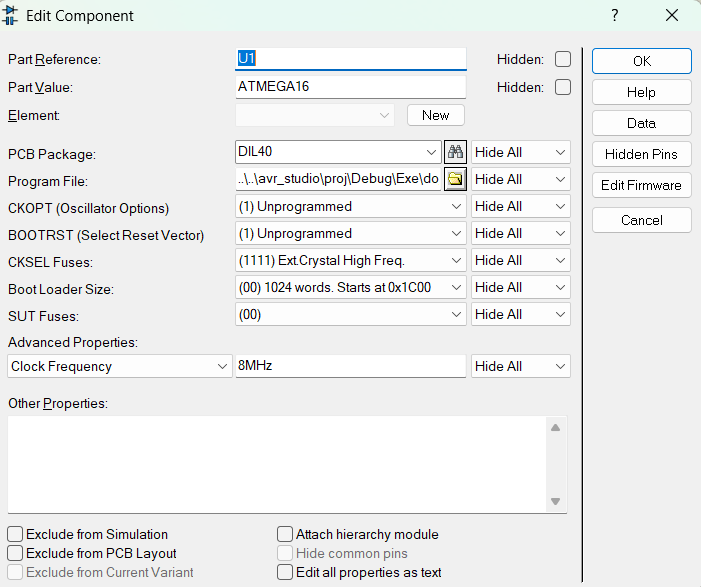 Edit Component ?
Part Reference: U1 Hidden: OK
Part Value: ATMEGA16 Hidden: Help
Element: New Data
PCB Package: DIL40 Hide All Hidden Pins
Program File: ..\..\avr_studio\proj\Debug\Exe\do Hide All Edit Firmware
CKOPT (Oscillator Options) (1) Unprogrammed Hide All Cancel
BOOTRST (Select Reset Vector) (1) Unprogrammed Hide All
CKSEL Fuses: (1111) Ext.Crystal High Freq. Hide All
Boot Loader Size: (00) 1024 words. Starts at 0x1C00 Hide All
SUT Fuses: (00) Hide All
Advanced Properties:
Clock Frequency 8MHz Hide All
Other Properties:
Exclude from Simulation Attach hierarchy module
Exclude from PCB Layout Hide common pins
Exclude from Current Variant Edit all properties as text